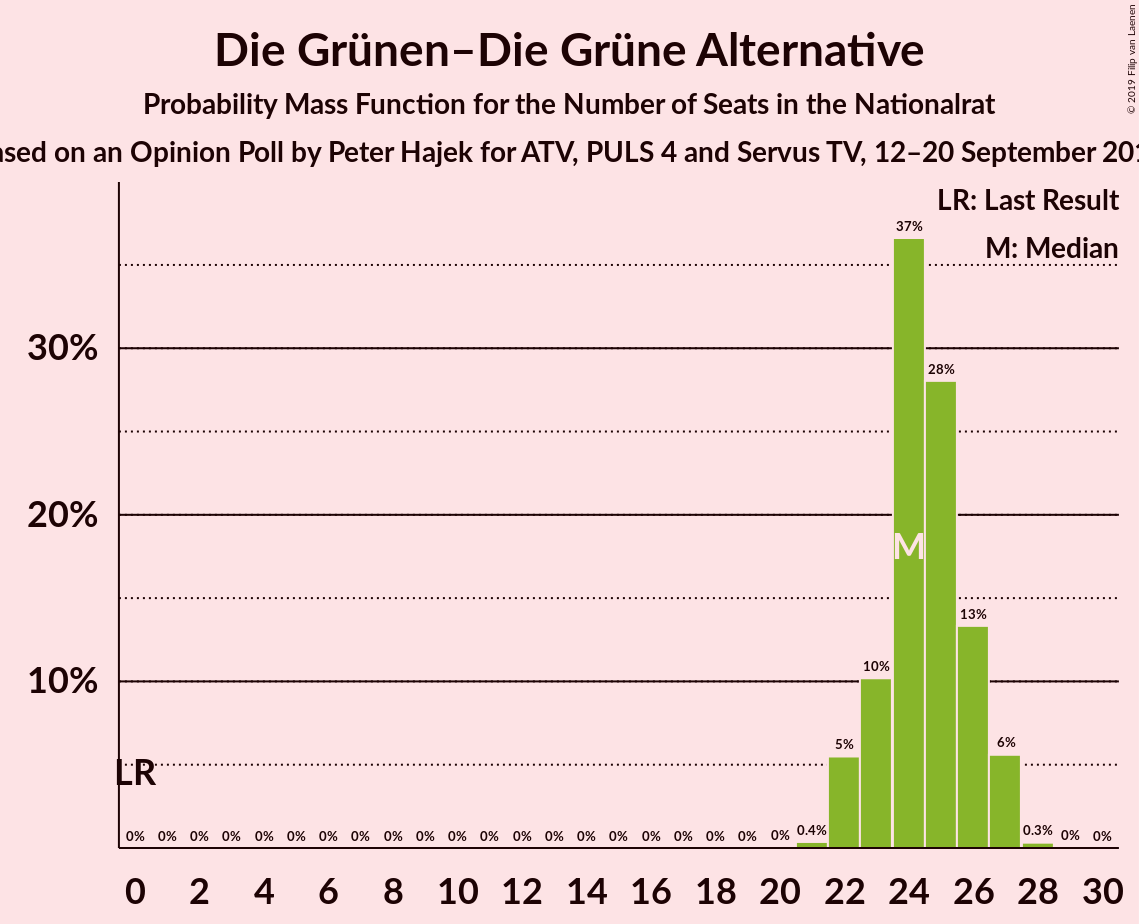 Die Grünen–Die Grüne Alternative
Probability Mass Function for the Number of Seats in the Nationalrat
on an Opinion Poll by Peter Hajek for ATV, PULS 4 and Servus TV, 12–20 September
© 2019 Filip van Laenen
LR: Last Result
M: Median
37%
30%
28%
20%
M
13%
10%
10%
5%
6%
LR
0% 0% 0% 0% 0% 0% 0% 0% 0% 0% 0% 0% 0% 0% 0% 0% 0% 0% 0% 0% 0% 0.4% 0.3% 0% 0%
0 2 4 6 8 10 12 14 16 18 20 22 24 26 28 30